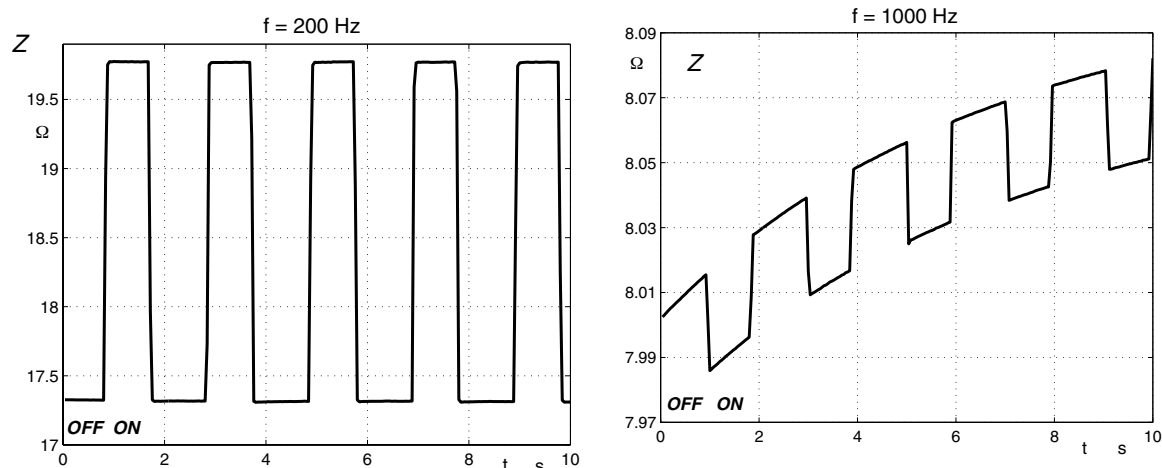 f = 200 Hz
Z
19.5
Ω
19
18.5
18
17.5
17
OFF ON
0 2 4 6 8 10
t s
f = 1000 Hz
8.09
Ω Z
8.07
8.05
8.03
8.01
7.99
7.97
OFF ON
0 2 4 6 8 10
t s